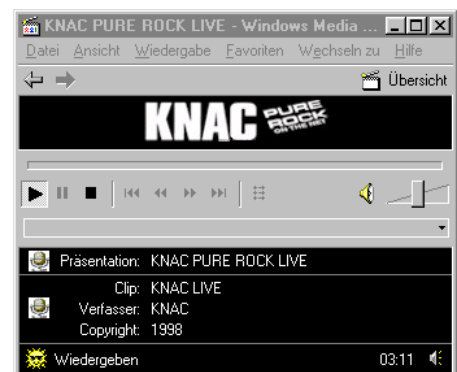 KNAC PURE ROCK LIVE - Windows Media ...
Datei Ansicht Wiedergabe Favoriten Wechseln zu Hilfe
Übersicht
KNAC PURE ROCK ON THE NET
Präsentation: KNAC PURE ROCK LIVE
Clip: KNAC LIVE
Verfasser: KNAC
Copyright: 1998
Wiedergeben 03:11